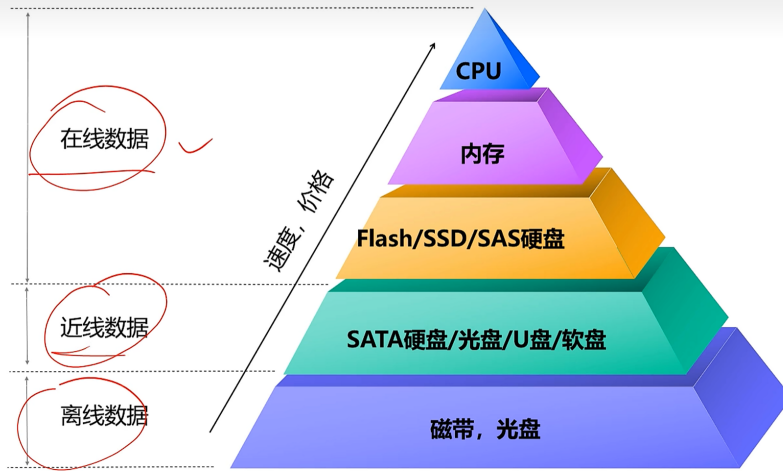 CPU
在线数据
内存
速度，价格
Flash/SSD/SAS硬盘
近线数据
SATA硬盘/光盘/U盘/软盘
离线数据
磁带，光盘